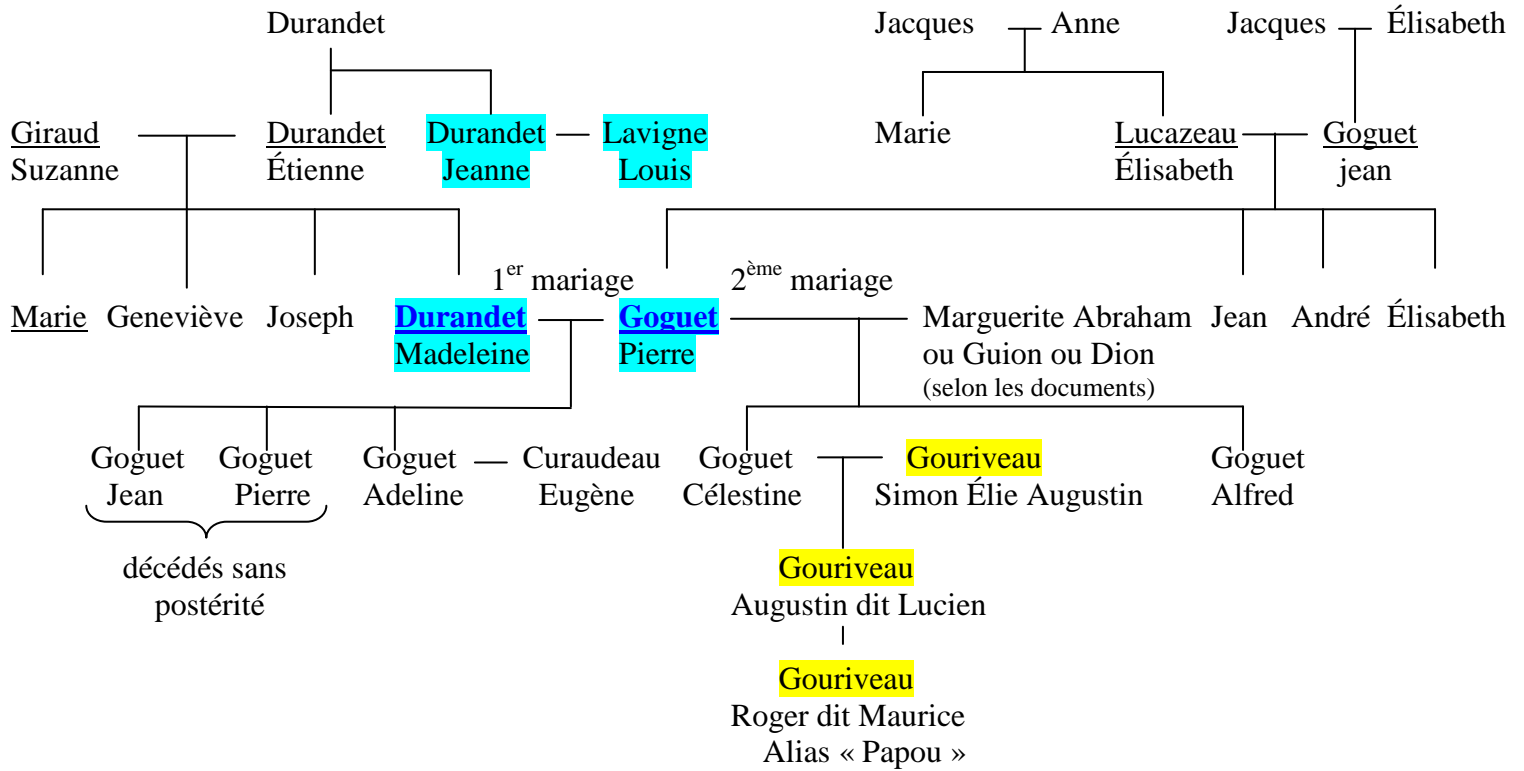 Durandet Jacques Anne Jacques Élisabeth
Giraud Durandet Durandet Lavigne Marie Lucazeau Goguet
Suzanne Étienne Jeanne Louis Élisabeth jean
1er mariage 2ème mariage
Marie Geneviève Joseph Durandet Goguet Marguerite Abraham Jean André Élisabeth
Madeleine Pierre ou Guion ou Dion
(selon les documents)
Goguet Goguet Goguet Curaudeau Goguet Gouriveau Goguet
Jean Pierre Adeline Eugène Célestine Simon Élie Augustin Alfred
décédés sans Gouriveau
postérité Augustin dit Lucien
Gouriveau
Roger dit Maurice
Alias « Papou »